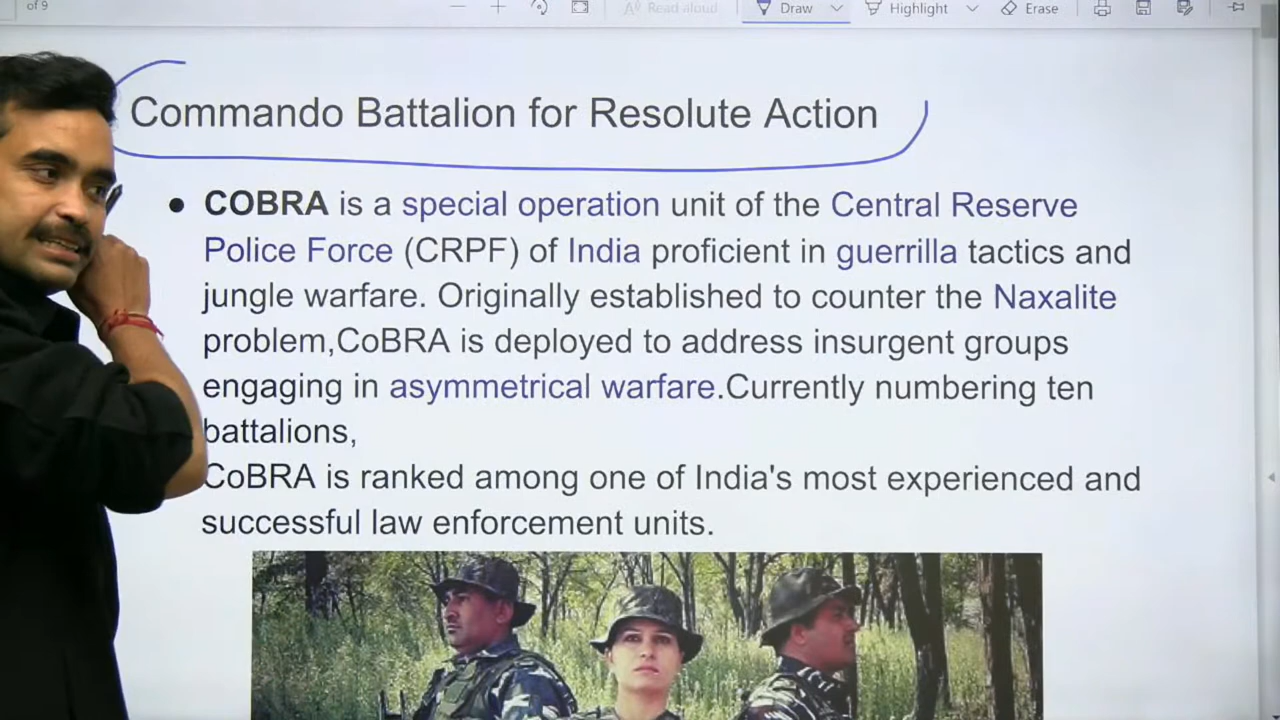 of 9
Read aloud
Draw
Highlight
Erase
Commando Battalion for Resolute Action
● COBRA is a special operation unit of the Central Reserve
Police Force (CRPF) of India proficient in guerrilla tactics and
jungle warfare. Originally established to counter the Naxalite
problem,CoBRA is deployed to address insurgent groups
engaging in asymmetrical warfare.Currently numbering ten
battalions,
CoBRA is ranked among one of India's most experienced and
successful law enforcement units.